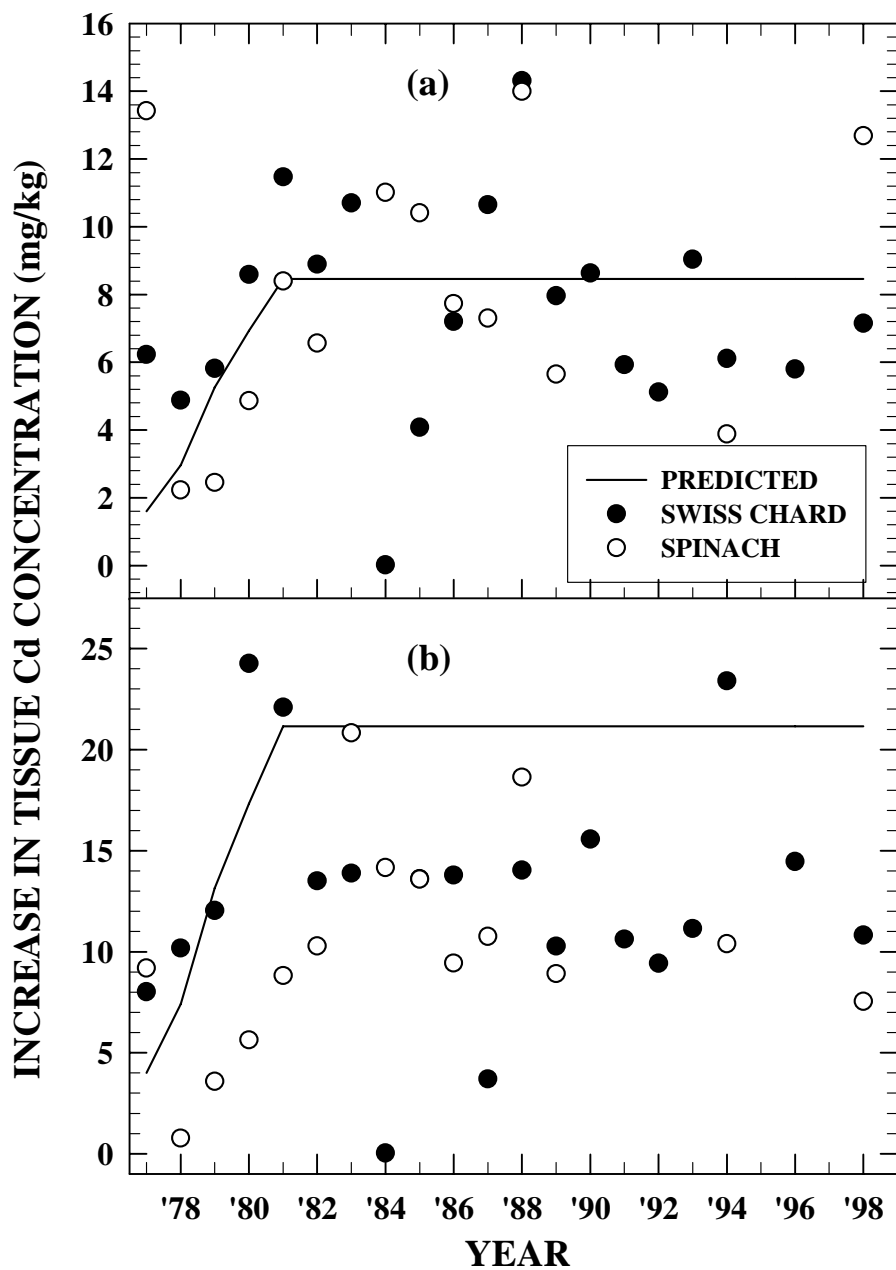 INCREASE IN TISSUE Cd CONCENTRATION (mg/kg)
16
14
12
10
8
6
4
2
0
(a)
PREDICTED
SWISS CHARD
SPINACH
25
20
15
10
5
0
(b)
'78 '80 '82 '84 '86 '88 '90 '92 '94 '96 '98
YEAR